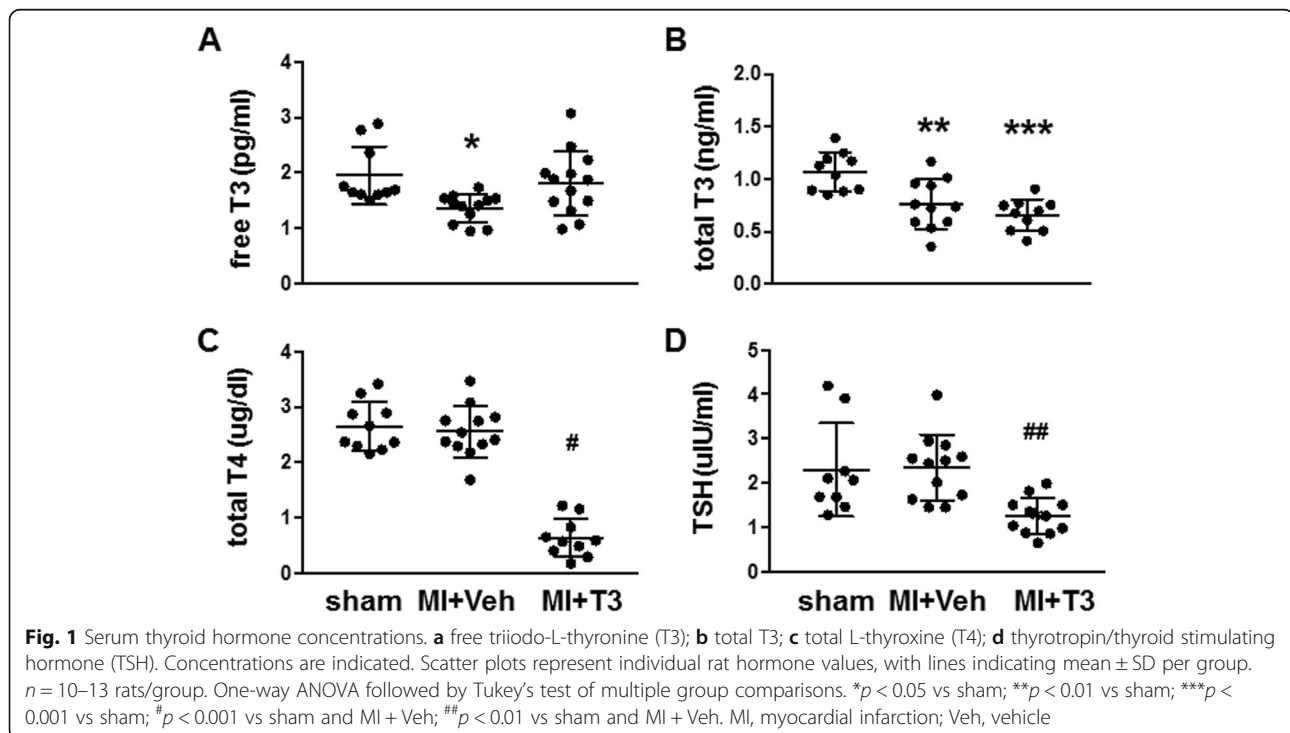 A
B
free T3 (pg/ml)
4
3
2
1
0
*
total T3 (ng/ml)
2.0
1.5
1.0
0.5
0.0
**
***
C
D
total T4 (ug/dl)
4
3
2
1
0
#
sham MI+Veh MI+T3
TSH (uIU/ml)
5
4
3
2
1
0
##
sham MI+Veh MI+T3
Fig. 1 Serum thyroid hormone concentrations. a free triiodo-L-thyronine (T3); b total T3; c total L-thyroxine (T4); d thyrotropin/thyroid stimulating
hormone (TSH). Concentrations are indicated. Scatter plots represent individual rat hormone values, with lines indicating mean ± SD per group.
n = 10–13 rats/group. One-way ANOVA followed by Tukey's test of multiple group comparisons. *p < 0.05 vs sham; **p < 0.01 vs sham; ***p <
0.001 vs sham; #p < 0.001 vs sham and MI + Veh; ##p < 0.01 vs sham and MI + Veh. MI, myocardial infarction; Veh, vehicle